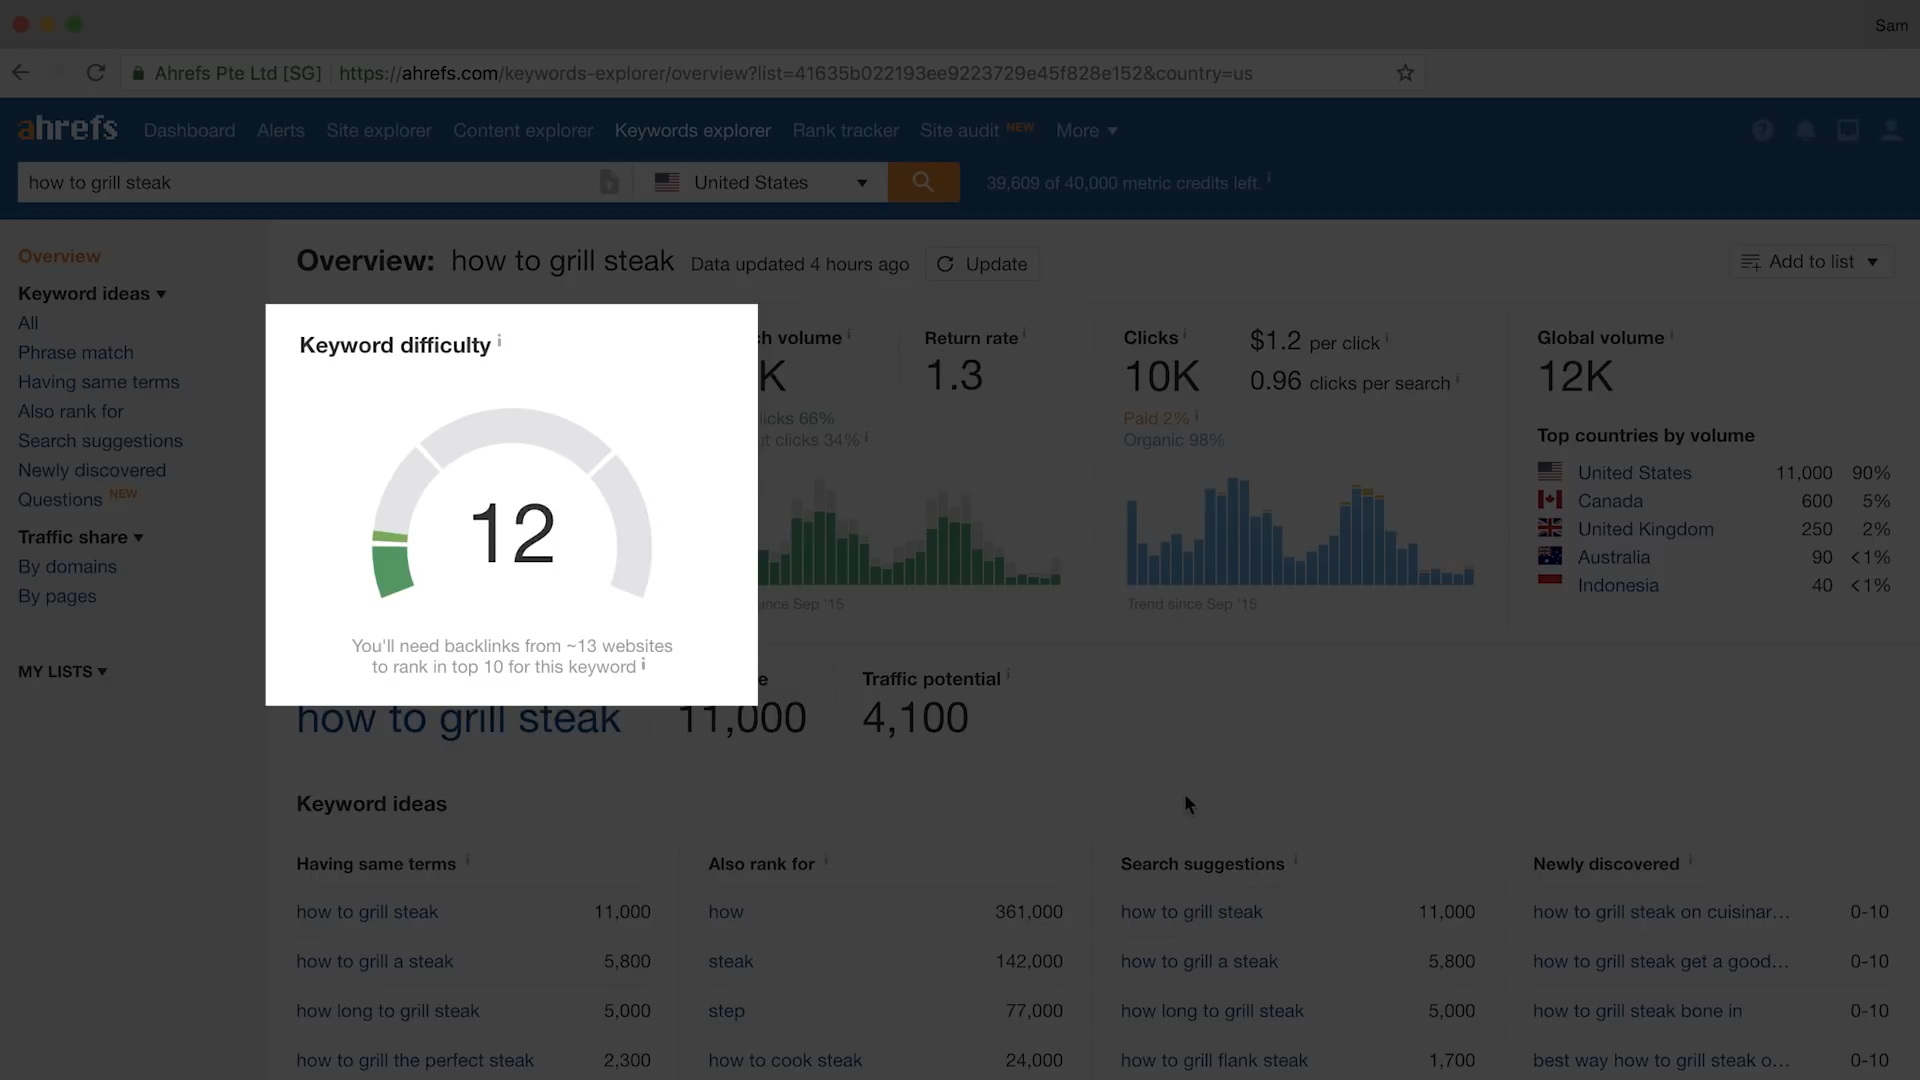 Sam
Ahrefs Pte Ltd [SG] https://ahrefs.com/keywords-explorer/overview?list=41635b022193ee9223729e45f828e152&country=us
ahrefs Dashboard Alerts Site explorer Content explorer Keywords explorer Rank tracker Site audit NEW More
how to grill steak United States 39,609 of 40,000 metric credits left.
Overview
Keyword ideas
All
Phrase match
Having same terms
Also rank for
Search suggestions
Newly discovered
Questions NEW
Traffic share
By domains
By pages
MY LISTS
Overview: how to grill steak Data updated 4 hours ago Update Add to list
Keyword difficulty
12
You'll need backlinks from ~13 websites
to rank in top 10 for this keyword
h volume
K
licks 66%
ut clicks 34%
nce Sep '15
Return rate
1.3
Clicks
10K
$1.2 per click
0.96 clicks per search
Paid 2%
Organic 98%
Trend since Sep '15
Global volume
12K
Top countries by volume
United States 11,000 90%
Canada 600 5%
United Kingdom 250 2%
Australia 90 <1%
Indonesia 40 <1%
how to grill steak
e
11,000
Traffic potential
4,100
Keyword ideas
Having same terms
how to grill steak 11,000
how to grill a steak 5,800
how long to grill steak 5,000
how to grill the perfect steak 2,300
Also rank for
how 361,000
steak 142,000
step 77,000
how to cook steak 24,000
Search suggestions
how to grill steak 11,000
how to grill a steak 5,800
how long to grill steak 5,000
how to grill flank steak 1,700
Newly discovered
how to grill steak on cuisinar... 0-10
how to grill steak get a good... 0-10
how to grill steak bone in 0-10
best way how to grill steak o... 0-10